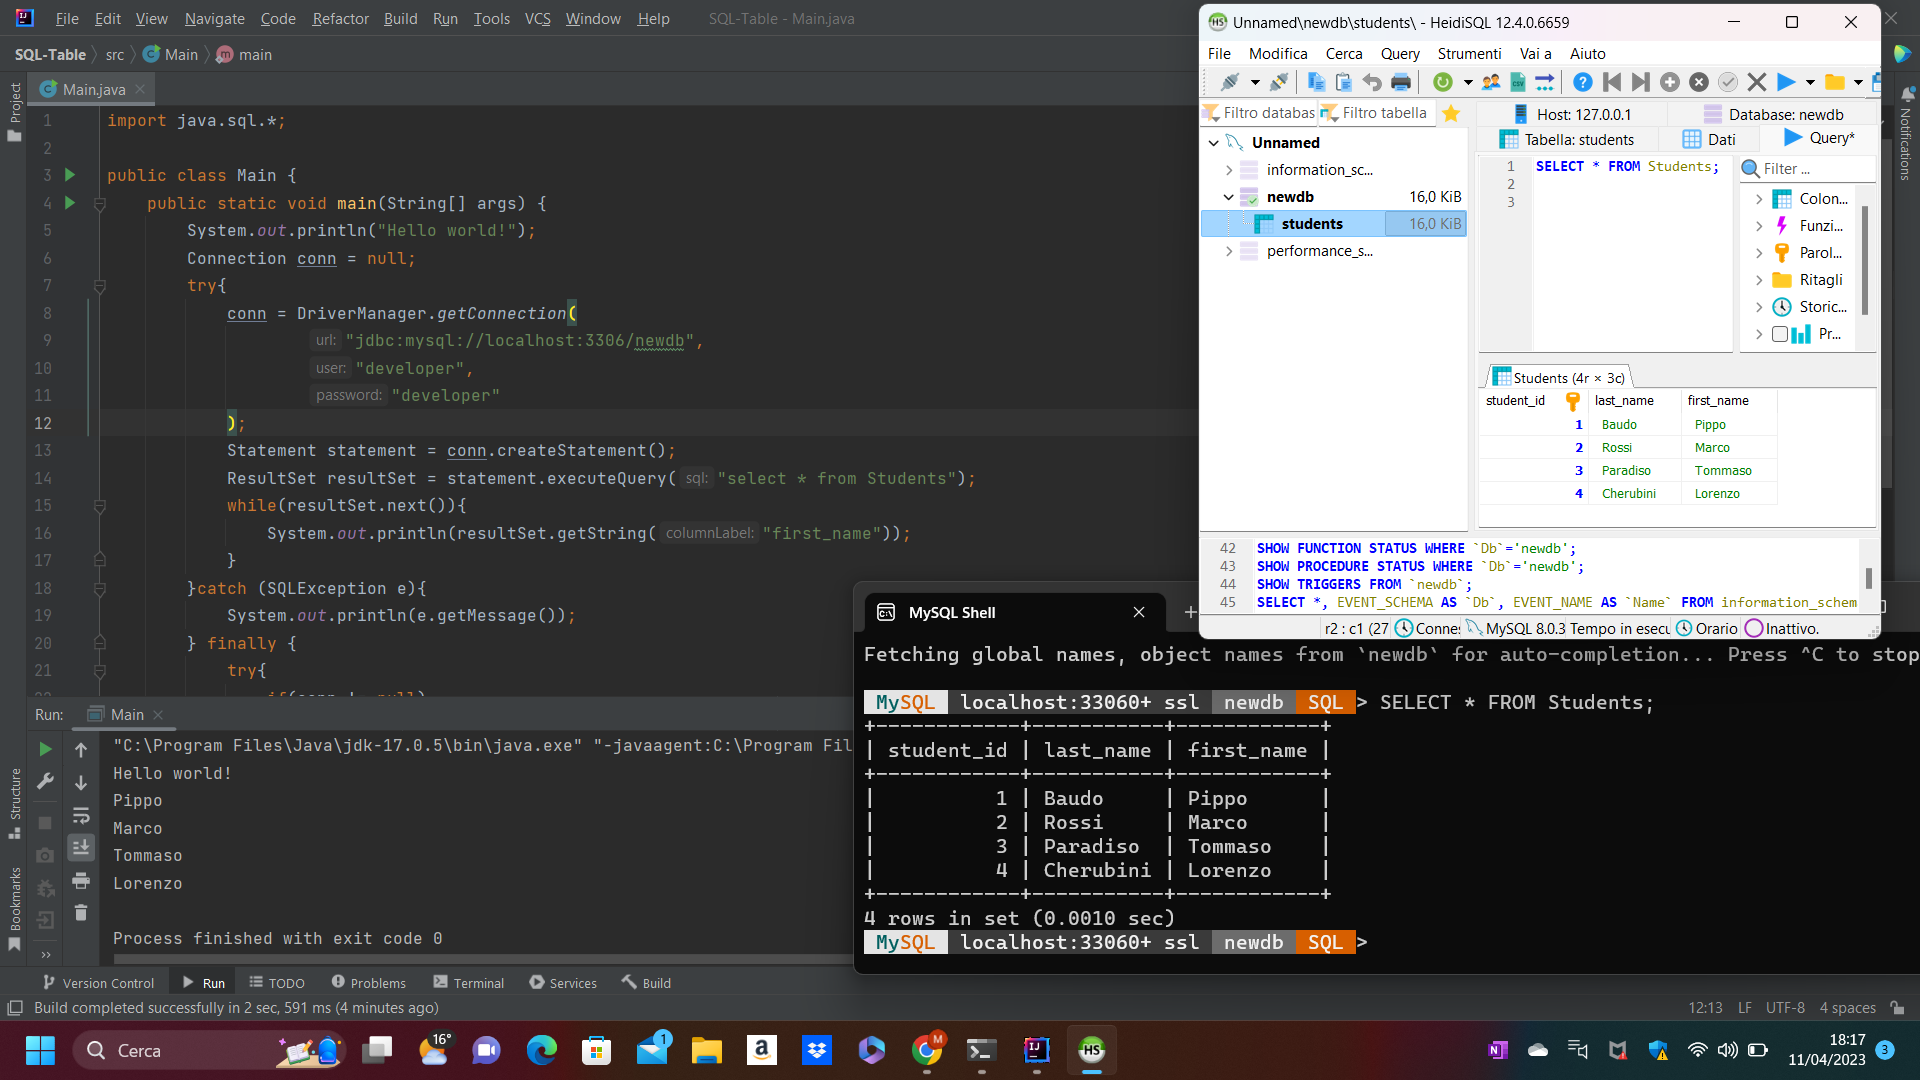 File Edit View Navigate Code Refactor Build Run Tools VCS Window Help SQL-Table - Main.java
SQL-Table src Main main
Project
Main.java
1 import java.sql.*;
2
3 public class Main {
4 public static void main(String[] args) {
5 System.out.println("Hello world!");
6 Connection conn = null;
7 try{
8 conn = DriverManager.getConnection(
9 url: "jdbc:mysql://localhost:3306/newdb",
10 user: "developer",
11 password: "developer"
12 );
13 Statement statement = conn.createStatement();
14 ResultSet resultSet = statement.executeQuery( sql: "select * from Students");
15 while(resultSet.next()){
16 System.out.println(resultSet.getString( columnLabel: "first_name"));
17 }
18 }catch (SQLException e){
19 System.out.println(e.getMessage());
20 } finally {
21 try{
Notifications
Structure
Bookmarks
Run: Main
"C:\Program Files\Java\jdk-17.0.5\bin\java.exe" "-javaagent:C:\Program Fil
Hello world!
Pippo
Marco
Tommaso
Lorenzo
Process finished with exit code 0
Version Control Run TODO Problems Terminal Services Build
Build completed successfully in 2 sec, 591 ms (4 minutes ago)
12:13 LF UTF-8 4 spaces
HS Unnamed\newdb\students\ - HeidiSQL 12.4.0.6659
File Modifica Cerca Query Strumenti Vai a Aiuto
Filtro databas Filtro tabella
Unnamed
information_sc...
newdb 16,0 KiB
students 16,0 KiB
performance_s...
Host: 127.0.0.1 Database: newdb
Tabella: students Dati Query*
1 SELECT * FROM Students;
2
3
Filter ...
Colon...
Funzi...
Parol...
Ritagli
Storic...
Pr...
Students (4r × 3c)
student_id last_name first_name
1 Baudo Pippo
2 Rossi Marco
3 Paradiso Tommaso
4 Cherubini Lorenzo
42 SHOW FUNCTION STATUS WHERE `Db`='newdb';
43 SHOW PROCEDURE STATUS WHERE `Db`='newdb';
44 SHOW TRIGGERS FROM `newdb`;
45 SELECT *, EVENT_SCHEMA AS `Db`, EVENT_NAME AS `Name` FROM information_schem
r2 : c1 (27 Connes MySQL 8.0.3 Tempo in esecu Orario Inattivo.
MySQL Shell
Fetching global names, object names from `newdb` for auto-completion... Press ^C to stop
MySQL localhost:33060+ ssl newdb SQL > SELECT * FROM Students;
+------------+-----------+------------+
| student_id | last_name | first_name |
+------------+-----------+------------+
| 1 | Baudo | Pippo |
| 2 | Rossi | Marco |
| 3 | Paradiso | Tommaso |
| 4 | Cherubini | Lorenzo |
+------------+-----------+------------+
4 rows in set (0.0010 sec)
MySQL localhost:33060+ ssl newdb SQL >
Cerca
16°
1
M
HS
18:17
11/04/2023
3